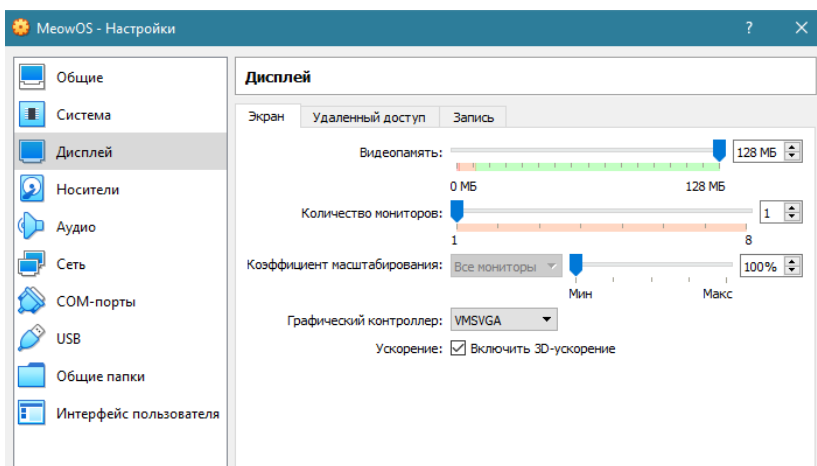 MeowOS - Настройки
?
Общие
Система
Дисплей
Носители
Аудио
Сеть
COM-порты
USB
Общие папки
Интерфейс пользователя
Дисплей
Экран
Удаленный доступ
Запись
Видеопамять: 128 МБ
0 МБ 128 МБ
Количество мониторов: 1
1 8
Коэффициент масштабирования: Все мониторы 100%
Мин Макс
Графический контроллер: VMSVGA
Ускорение: Включить 3D-ускорение